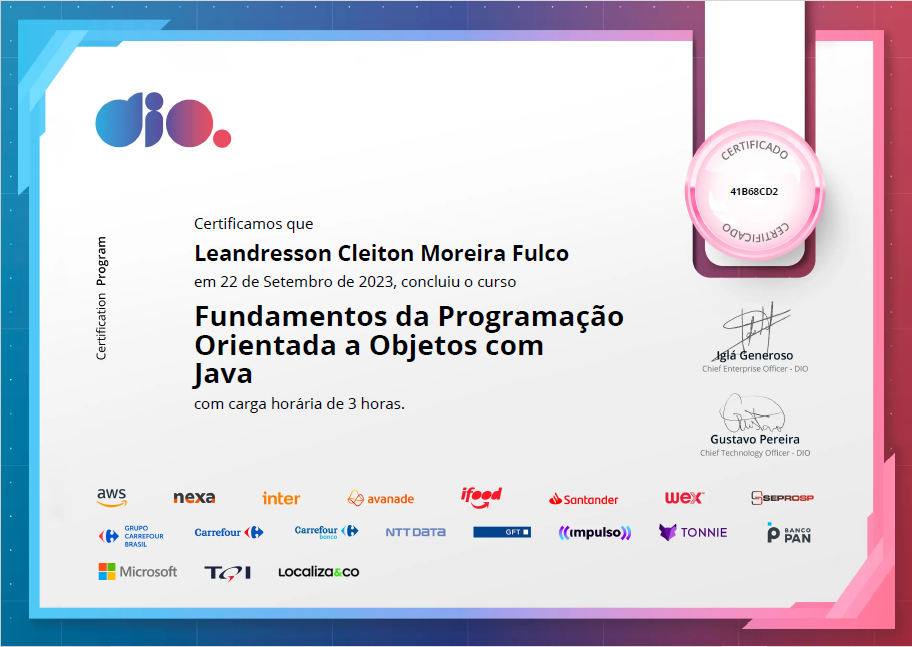 dio.
CERTIFICADO
41B68CD2
CERTIFICADO
Certification Program
Certificamos que
Leandresson Cleiton Moreira Fulco
em 22 de Setembro de 2023, concluiu o curso
Fundamentos da Programação
Orientada a Objetos com
Java
com carga horária de 3 horas.
Iglá Generoso
Chief Enterprise Officer - DIO
Gustavo Pereira
Chief Technology Officer - DIO
aws nexa inter avanade ifood Santander wex SEPROSP
GRUPO
CARREFOUR
BRASIL
Carrefour
Carrefour
banco
NTT DATA GFT impulso TONNIE
BANCO
PAN
Microsoft TQI LOCALIZA&CO